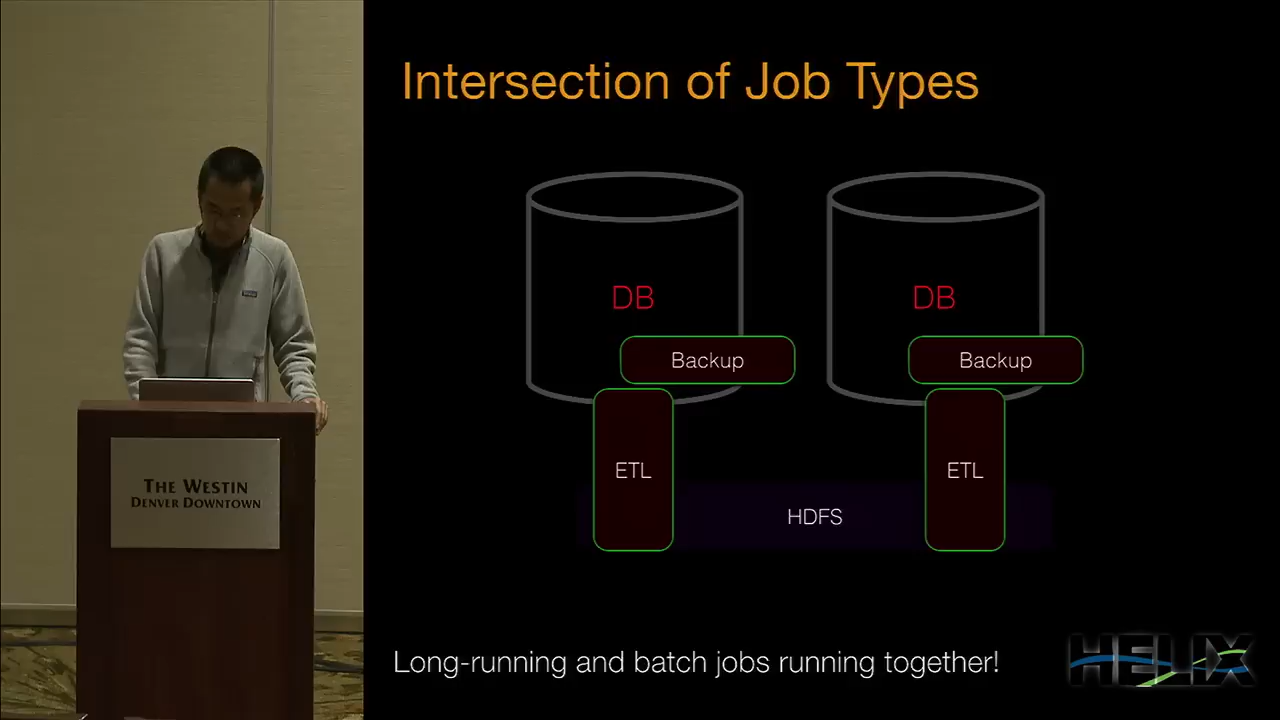 Intersection of Job Types
DB
DB
Backup
Backup
ETL
ETL
HDFS
Long-running and batch jobs running together!
HELIX
THE WESTIN
DENVER DOWNTOWN